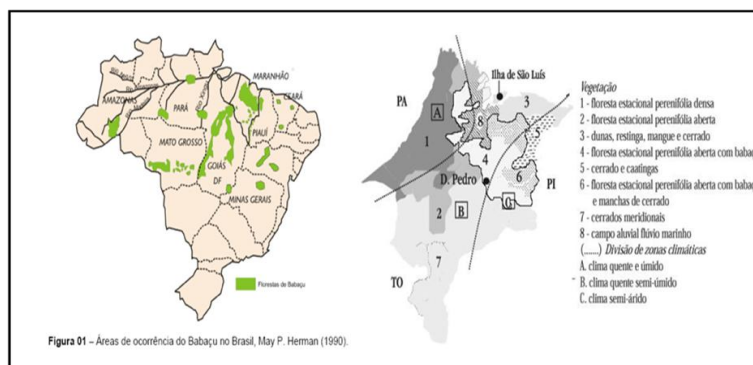 MARANHÃO
CEARÁ
AMAZONAS
PARÁ
PIAUÍ
MATO GROSSO
GOIÁS
DF
MINAS GERAIS
Florestas de Babaçu
Figura 01 – Áreas de ocorrência do Babaçu no Brasil, May P. Herman (1990).
Ilha de São Luís
PA
A
3
8
5
1
4
D. Pedro
6
PI
2
B
7
TO
Vegetação
1 - floresta estacional perenifólia densa
2 - floresta estacional perenifólia aberta
3 - dunas, restinga, mangue e cerrado
4 - floresta estacional perenifólia aberta com babaç
5 - cerrado e caatingas
6 - floresta estacional perenifólia aberta com babaç
e manchas de cerrado
7 - cerrados meridionais
8 - campo aluvial flúvio marinho
(.......) Divisão de zonas climáticas
A. clima quente e úmido
B. clima quente semi-úmido
C. clima semi-árido